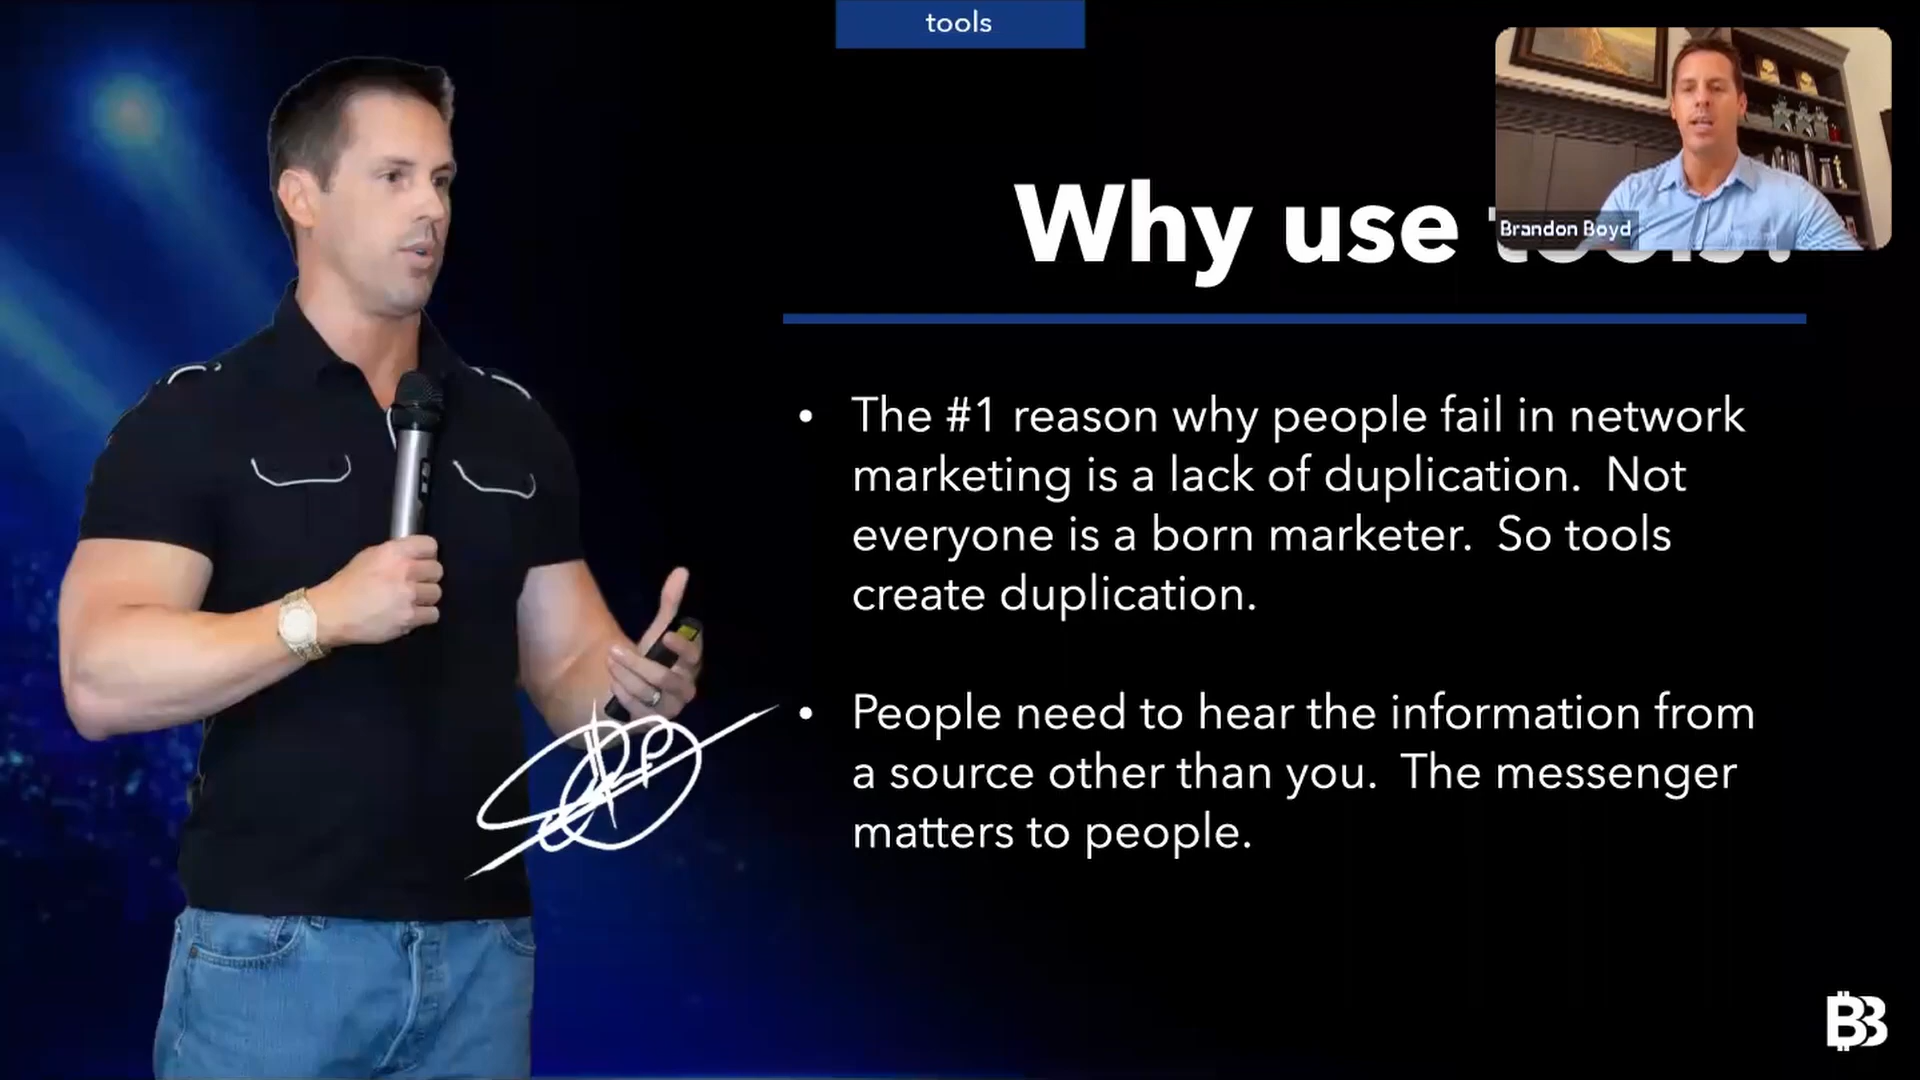 tools
Why use tools?
Brandon Boyd
• The #1 reason why people fail in network
marketing is a lack of duplication. Not
everyone is a born marketer. So tools
create duplication.
• People need to hear the information from
a source other than you. The messenger
matters to people.